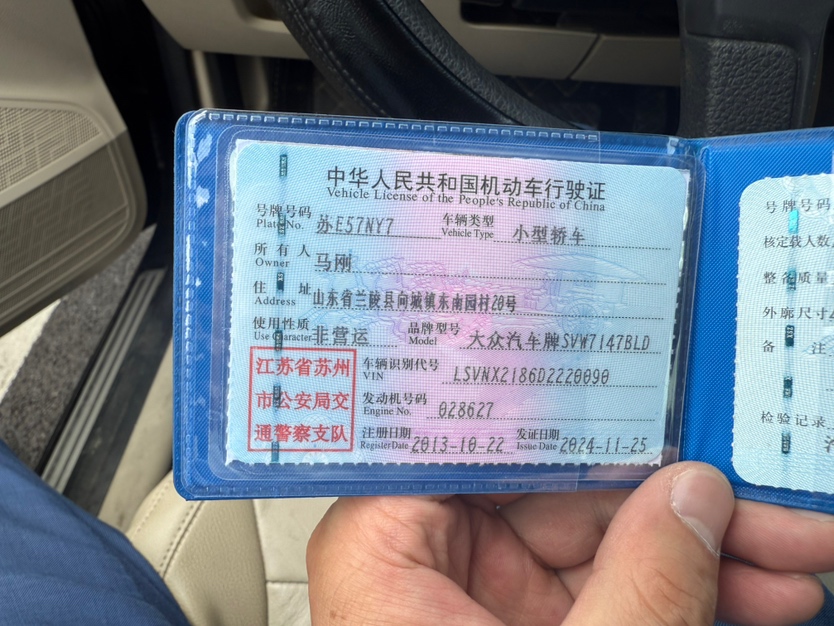 中华人民共和国机动车行驶证
Vehicle License of the People's Republic of China
号牌号码 苏E57NY7 车辆类型 小型轿车
Plate No. Vehicle Type
所有人 马刚
Owner
住址 山东省兰陵县向城镇东南园村20号
Address
使用性质 非营运 品牌型号 大众汽车牌SVW7147BLD
Use Character Model
江苏省苏州
市公安局交
通警察支队
车辆识别代号 LSVNX2186D2220090
VIN
发动机号码 028627
Engine No.
注册日期 2013-10-22 发证日期 2024-11-25
Register Date Issue Date
号牌号码
核定载人数
整备质量
外廓尺寸
备 注
检验记录